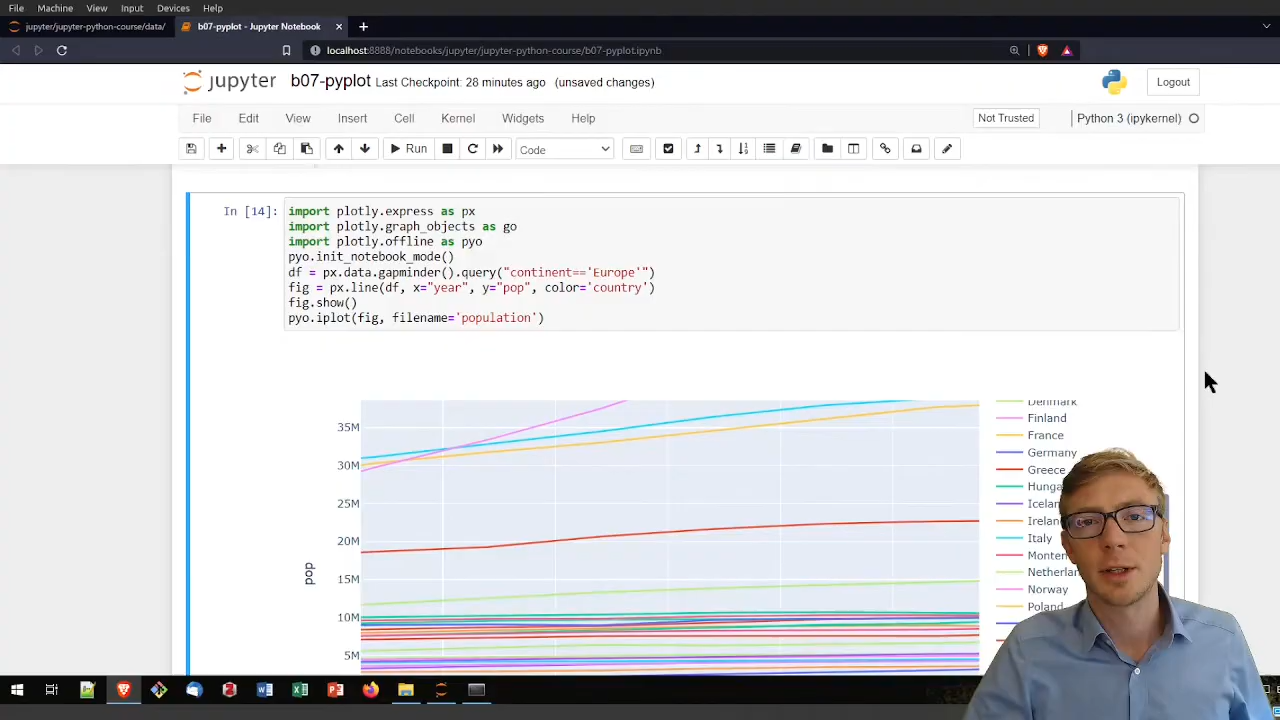 File Machine View Input Devices Help
jupyter/jupyter-python-course/data/ b07-pyplot - Jupyter Notebook
localhost:8888/notebooks/jupyter/jupyter-python-course/b07-pyplot.ipynb
jupyter b07-pyplot Last Checkpoint: 28 minutes ago (unsaved changes) Logout
File Edit View Insert Cell Kernel Widgets Help Not Trusted Python 3 (ipykernel)
Run Code
In [14]: import plotly.express as px
import plotly.graph_objects as go
import plotly.offline as pyo
pyo.init_notebook_mode()
df = px.data.gapminder().query("continent=='Europe'")
fig = px.line(df, x="year", y="pop", color='country')
fig.show()
pyo.iplot(fig, filename='population')
Denmark
35M Finland
France
30M Germany
Greece
25M
Italy
20M
15M
Norway
10M Poland
5M
pop